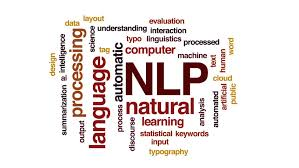 layout
data
evaluation
understanding
interaction
typo
linguistics
processed
science
computer
tag
intelligence
design
processing
language
automatic
machine
text
human
word
NLP
cloud
natural
summarization
process
learning
analysis
automated
artificial
public
output
discourse
statistical
keywords
input
typography